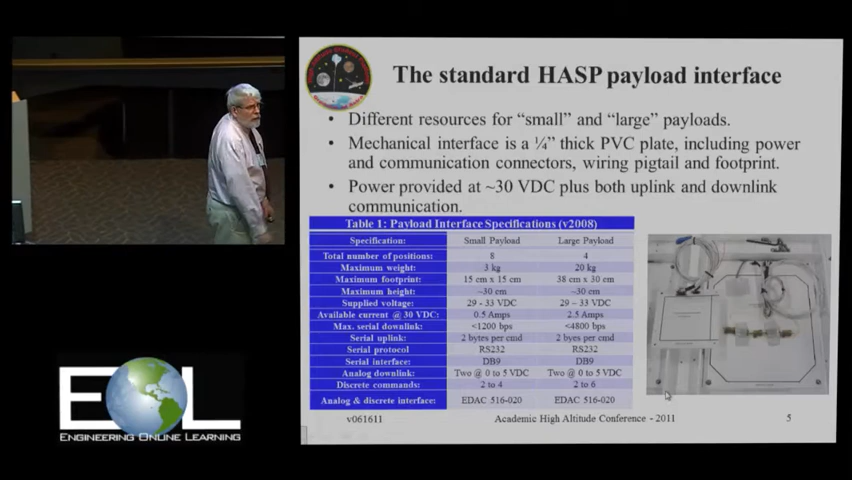 The standard HASP payload interface
• Different resources for “small” and “large” payloads.
• Mechanical interface is a ¼” thick PVC plate, including power
and communication connectors, wiring pigtail and footprint.
• Power provided at ~30 VDC plus both uplink and downlink
communication.
Table 1: Payload Interface Specifications (v2008)
Specification: Small Payload Large Payload
Total number of positions: 8 4
Maximum weight: 3 kg 20 kg
Maximum footprint: 15 cm x 15 cm 38 cm x 30 cm
Maximum height: ~30 cm ~30 cm
Supplied voltage: 29 - 33 VDC 29 – 33 VDC
Available current @ 30 VDC: 0.5 Amps 2.5 Amps
Max. serial downlink: <1200 bps <4800 bps
Serial uplink: 2 bytes per cmd 2 byes per cmd
Serial protocol RS232 RS232
Serial interface: DB9 DB9
Analog downlink: Two @ 0 to 5 VDC Two @ 0 to 5 VDC
Discrete commands: 2 to 4 2 to 6
Analog & discrete interface: EDAC 516-020 EDAC 516-020
v061611 Academic High Altitude Conference - 2011 5
EOL
ENGINEERING ONLINE LEARNING